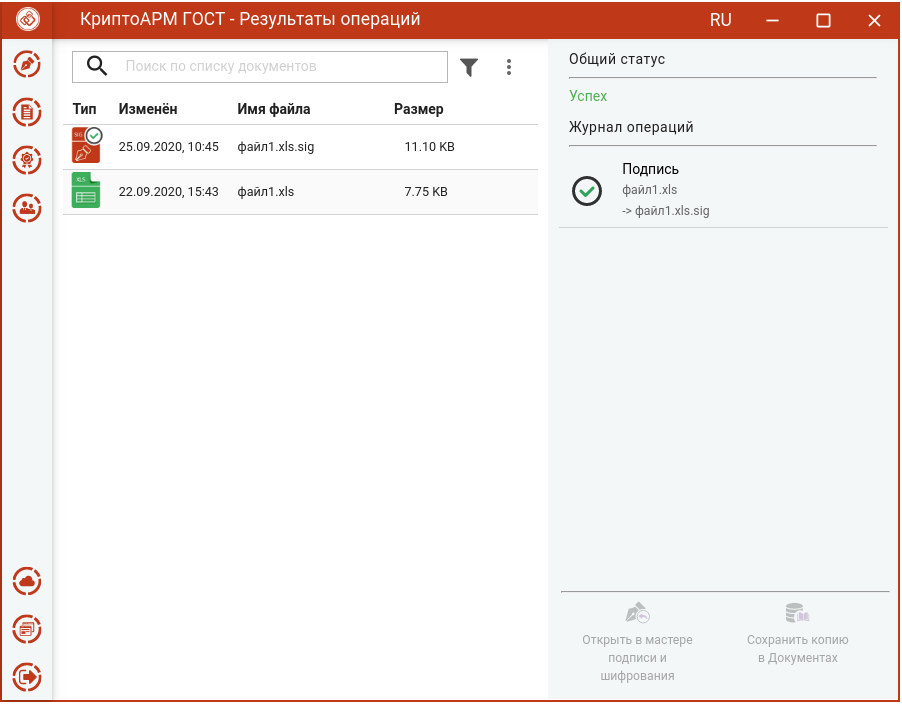 КриптоАРМ ГОСТ - Результаты операций
RU
Поиск по списку документов
Тип Изменён Имя файла Размер
SIG 25.09.2020, 10:45 файл1.xls.sig 11.10 KB
XLS 22.09.2020, 15:43 файл1.xls 7.75 KB
Общий статус
Успех
Журнал операций
Подпись
файл1.xls
-> файл1.xls.sig
Открыть в мастере
подписи и
шифрования
Сохранить копию
в Документах